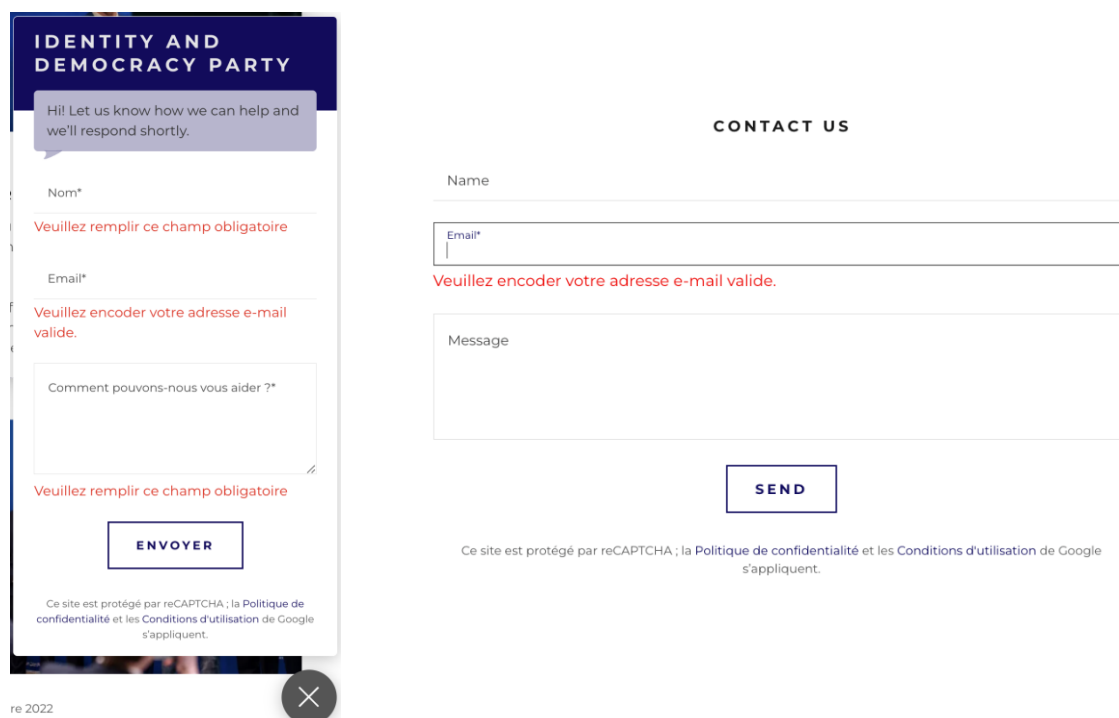 IDENTITY AND
DEMOCRACY PARTY
Hi! Let us know how we can help and
we'll respond shortly.
Nom*
Veuillez remplir ce champ obligatoire
Email*
Veuillez encoder votre adresse e-mail
valide.
Comment pouvons-nous vous aider ?*
Veuillez remplir ce champ obligatoire
ENVOYER
Ce site est protégé par reCAPTCHA ; la Politique de
confidentialité et les Conditions d'utilisation de Google
s'appliquent.
re 2022
CONTACT US
Name
Email*
Veuillez encoder votre adresse e-mail valide.
Message
SEND
Ce site est protégé par reCAPTCHA ; la Politique de confidentialité et les Conditions d'utilisation de Google
s'appliquent.